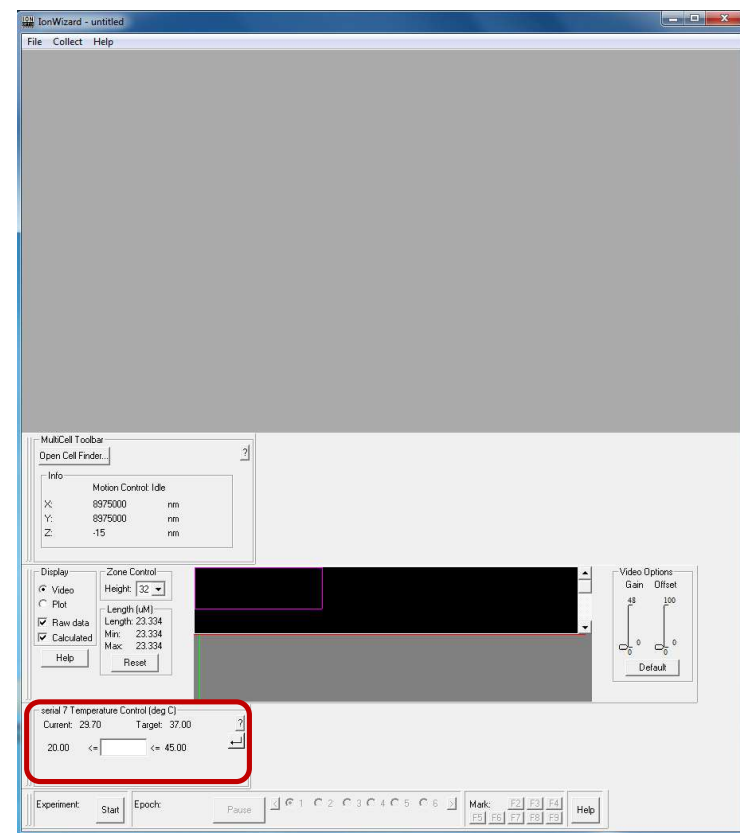 IonWizard - untitled
File Collect Help
MultiCell Toolbar
Open Cell Finder...
?
Info
Motion Control: Idle
X: 8975000 nm
Y: 8975000 nm
Z: -15 nm
Display
Video
Plot
Raw data
Calculated
Help
Zone Control
Height: 32
Length (uM)
Length: 23.334
Min: 23.334
Max: 23.334
Reset
Video Options
Gain Offset
48 100
0 0
0 0
Default
serial 7 Temperature Control (deg C)
Current: 29.70 Target: 37.00 ?
20.00 <= <= 45.00
Experiment: Start Epoch: Pause < 1 2 3 4 5 6 > Mark: F2 F3 F4 Help
F5 F6 F7 F8 F9